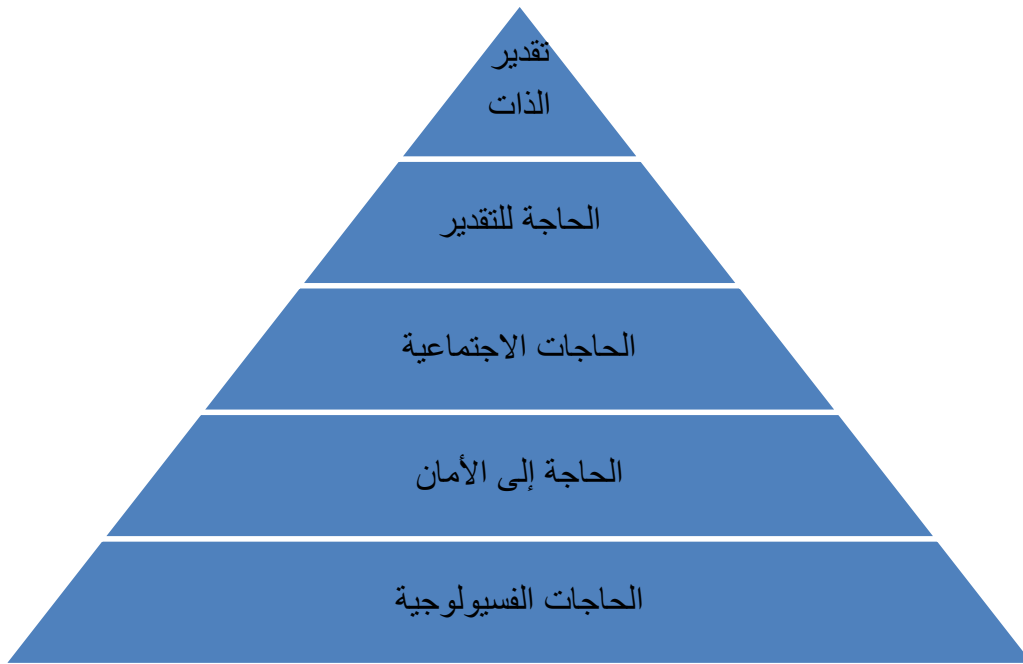 تقدير
الذات
الحاجة للتقدير
الحاجات الاجتماعية
الحاجة إلى الأمان
الحاجات الفسيولوجية